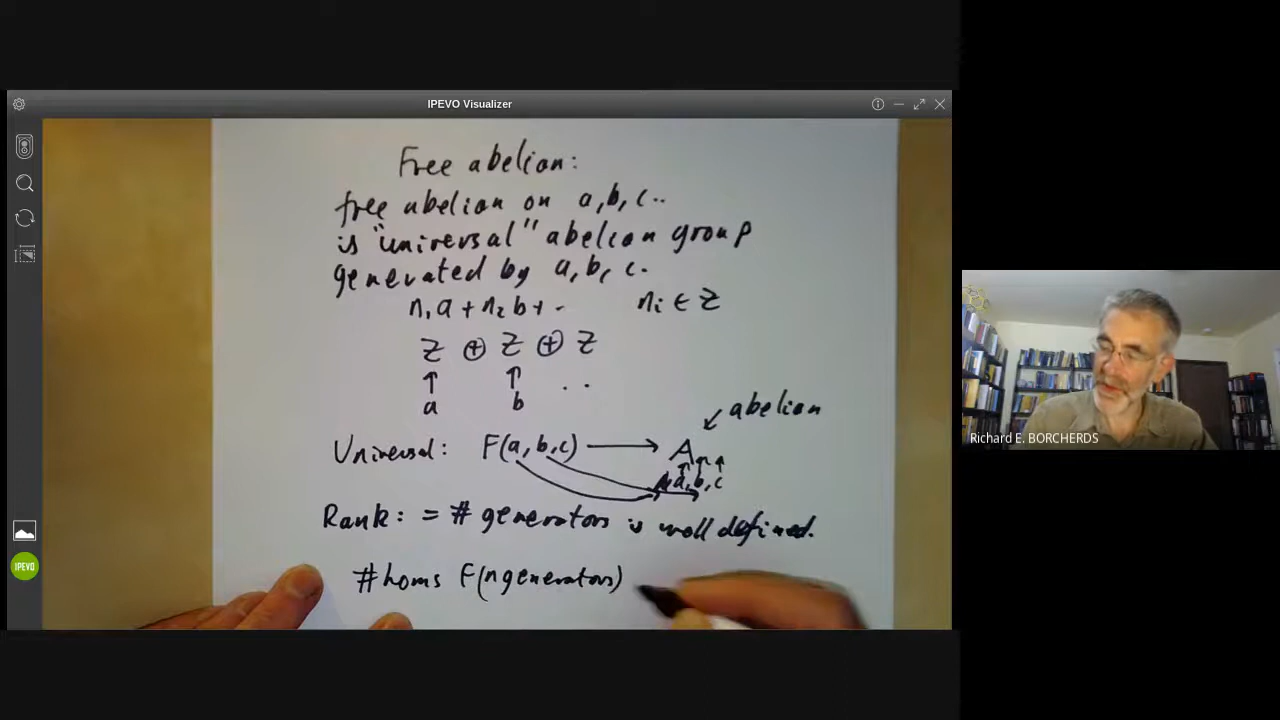 IPEVO Visualizer
Free abelian:
free abelian on a,b,c..
is "universal" abelian group
generated by a,b,c.
n₁a + n₂b + ..    nᵢ ∈ Z
Z ⊕ Z ⊕ Z
↑ ↑ ..
a b
↙ abelian
Universal: F(a,b,c) → A
↑ ↑ ↑
a,b,c
Rank: = # generators is well defined.
#homs F(n generators)
Richard E. BORCHERDS
IPEVO